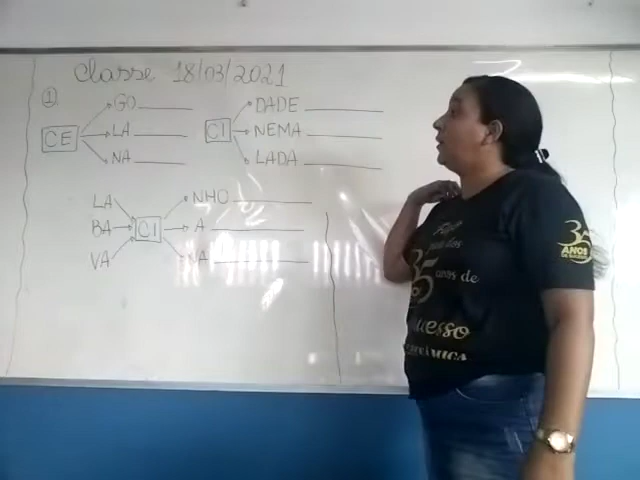 Classe 18/03/2021
1
CE
GO
LA
NA
CI
DADE
NEMA
LADA
LA
BA
VA
CI
NHO
A
NA
35
ANOS
35 anos de
sucesso